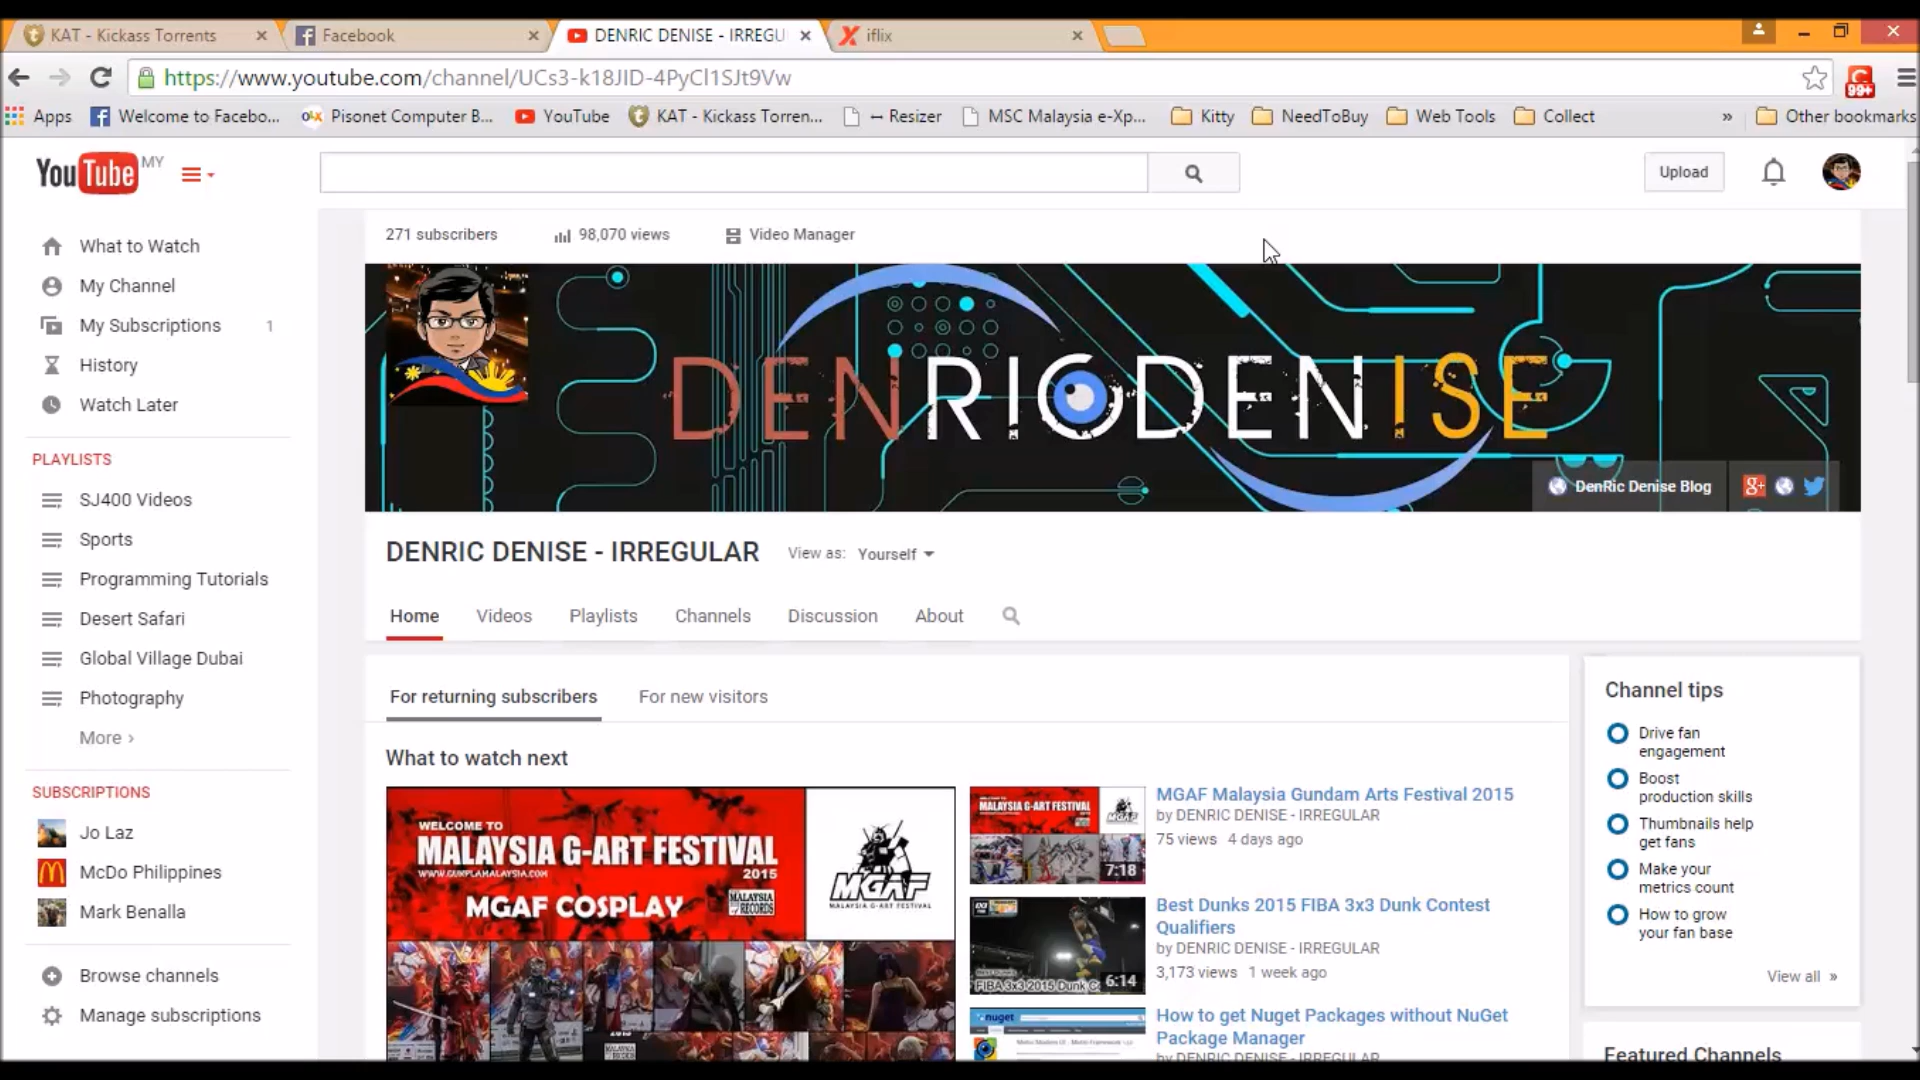 KAT - Kickass Torrents
Facebook
DENRIC DENISE - IRREGU
iflix
https://www.youtube.com/channel/UCs3-k18JID-4PyCl1SJt9Vw
99+
Apps
Welcome to Facebo...
Pisonet Computer B...
YouTube
KAT - Kickass Torren...
-- Resizer
MSC Malaysia e-Xp...
Kitty
NeedToBuy
Web Tools
Collect
»
Other bookmarks
YouTube MY
Upload
What to Watch
My Channel
My Subscriptions 1
History
Watch Later
PLAYLISTS
SJ400 Videos
Sports
Programming Tutorials
Desert Safari
Global Village Dubai
Photography
More ›
SUBSCRIPTIONS
Jo Laz
McDo Philippines
Mark Benalla
Browse channels
Manage subscriptions
271 subscribers
98,070 views
Video Manager
DENRICDENISE
DenRic Denise Blog
DENRIC DENISE - IRREGULAR
View as: Yourself
Home
Videos
Playlists
Channels
Discussion
About
For returning subscribers
For new visitors
What to watch next
WELCOME TO
MALAYSIA G-ART FESTIVAL
WWW.GUNPLAMALAYSIA.COM
2015
MGAF COSPLAY
MALAYSIA
RECORDS
MGAF
MALAYSIA G-ART FESTIVAL
MALAYSIA G-ART FESTIVAL
7:18
MGAF Malaysia Gundam Arts Festival 2015
by DENRIC DENISE - IRREGULAR
75 views 4 days ago
FIBA 3x3 2015 Dunk C
6:14
Best Dunks 2015 FIBA 3x3 Dunk Contest
Qualifiers
by DENRIC DENISE - IRREGULAR
3,173 views 1 week ago
nuget
How to get Nuget Packages without NuGet
Package Manager
by DENRIC DENISE - IRREGULAR
Channel tips
Drive fan
engagement
Boost
production skills
Thumbnails help
get fans
Make your
metrics count
How to grow
your fan base
View all »
Featured Channels